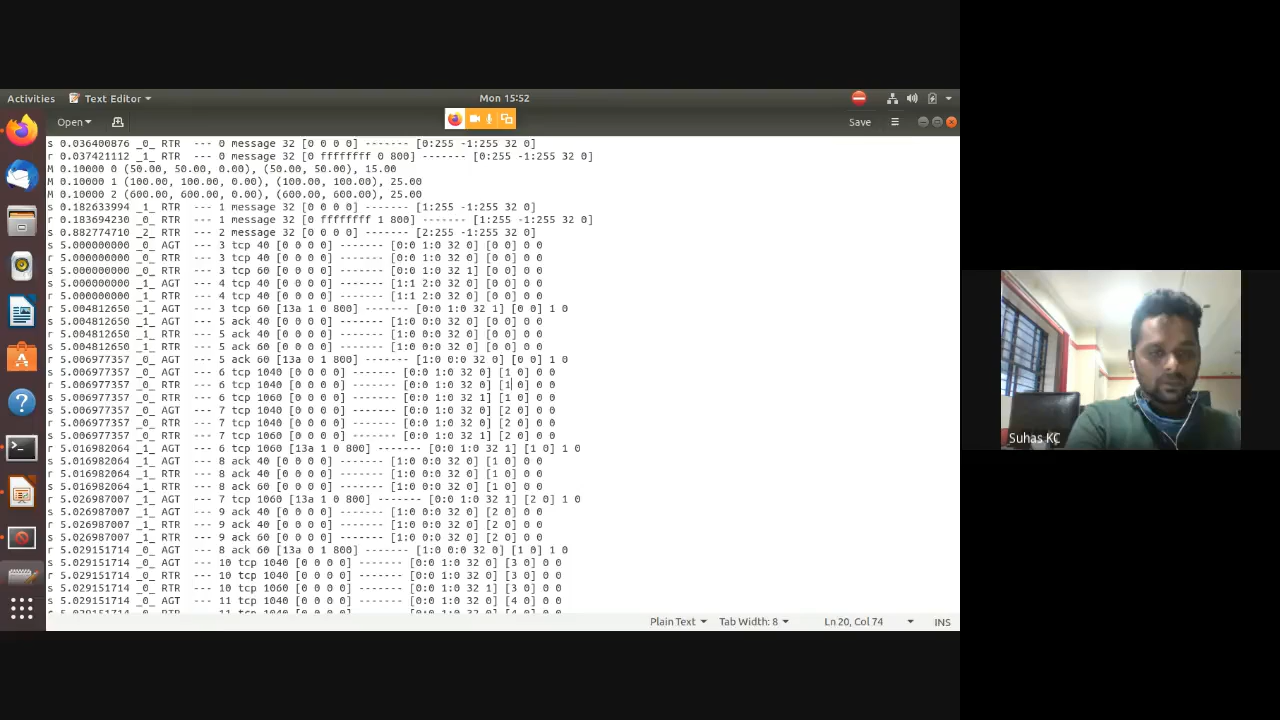 Activities Text Editor Mon 15:52
Open Save
s 0.036400876 _0_ RTR --- 0 message 32 [0 0 0 0] ------- [0:255 -1:255 32 0]
r 0.037421112 _1_ RTR --- 0 message 32 [0 ffffffff 0 800] ------- [0:255 -1:255 32 0]
M 0.10000 0 (50.00, 50.00, 0.00), (50.00, 50.00), 15.00
M 0.10000 1 (100.00, 100.00, 0.00), (100.00, 100.00), 25.00
M 0.10000 2 (600.00, 600.00, 0.00), (600.00, 600.00), 25.00
s 0.182633994 _1_ RTR --- 1 message 32 [0 0 0 0] ------- [1:255 -1:255 32 0]
r 0.183694230 _0_ RTR --- 1 message 32 [0 ffffffff 1 800] ------- [1:255 -1:255 32 0]
s 0.882774710 _2_ RTR --- 2 message 32 [0 0 0 0] ------- [2:255 -1:255 32 0]
s 5.000000000 _0_ AGT --- 3 tcp 40 [0 0 0 0] ------- [0:0 1:0 32 0] [0 0] 0 0
r 5.000000000 _0_ RTR --- 3 tcp 40 [0 0 0 0] ------- [0:0 1:0 32 0] [0 0] 0 0
s 5.000000000 _0_ RTR --- 3 tcp 60 [0 0 0 0] ------- [0:0 1:0 32 1] [0 0] 0 0
s 5.000000000 _1_ AGT --- 4 tcp 40 [0 0 0 0] ------- [1:1 2:0 32 0] [0 0] 0 0
r 5.000000000 _1_ RTR --- 4 tcp 40 [0 0 0 0] ------- [1:1 2:0 32 0] [0 0] 0 0
r 5.004812650 _1_ AGT --- 3 tcp 60 [13a 1 0 800] ------- [0:0 1:0 32 1] [0 0] 1 0
s 5.004812650 _1_ AGT --- 5 ack 40 [0 0 0 0] ------- [1:0 0:0 32 0] [0 0] 0 0
r 5.004812650 _1_ RTR --- 5 ack 40 [0 0 0 0] ------- [1:0 0:0 32 0] [0 0] 0 0
s 5.004812650 _1_ RTR --- 5 ack 60 [0 0 0 0] ------- [1:0 0:0 32 0] [0 0] 0 0
r 5.006977357 _0_ AGT --- 5 ack 60 [13a 0 1 800] ------- [1:0 0:0 32 0] [0 0] 1 0
s 5.006977357 _0_ AGT --- 6 tcp 1040 [0 0 0 0] ------- [0:0 1:0 32 0] [1 0] 0 0
r 5.006977357 _0_ RTR --- 6 tcp 1040 [0 0 0 0] ------- [0:0 1:0 32 0] [1 0] 0 0
s 5.006977357 _0_ RTR --- 6 tcp 1060 [0 0 0 0] ------- [0:0 1:0 32 1] [1 0] 0 0
s 5.006977357 _0_ AGT --- 7 tcp 1040 [0 0 0 0] ------- [0:0 1:0 32 0] [2 0] 0 0
r 5.006977357 _0_ RTR --- 7 tcp 1040 [0 0 0 0] ------- [0:0 1:0 32 0] [2 0] 0 0
s 5.006977357 _0_ RTR --- 7 tcp 1060 [0 0 0 0] ------- [0:0 1:0 32 1] [2 0] 0 0
r 5.016982064 _1_ AGT --- 6 tcp 1060 [13a 1 0 800] ------- [0:0 1:0 32 1] [1 0] 1 0
s 5.016982064 _1_ AGT --- 8 ack 40 [0 0 0 0] ------- [1:0 0:0 32 0] [1 0] 0 0
r 5.016982064 _1_ RTR --- 8 ack 40 [0 0 0 0] ------- [1:0 0:0 32 0] [1 0] 0 0
s 5.016982064 _1_ RTR --- 8 ack 60 [0 0 0 0] ------- [1:0 0:0 32 0] [1 0] 0 0
r 5.026987007 _1_ AGT --- 7 tcp 1060 [13a 1 0 800] ------- [0:0 1:0 32 1] [2 0] 1 0
s 5.026987007 _1_ AGT --- 9 ack 40 [0 0 0 0] ------- [1:0 0:0 32 0] [2 0] 0 0
r 5.026987007 _1_ RTR --- 9 ack 40 [0 0 0 0] ------- [1:0 0:0 32 0] [2 0] 0 0
s 5.026987007 _1_ RTR --- 9 ack 60 [0 0 0 0] ------- [1:0 0:0 32 0] [2 0] 0 0
r 5.029151714 _0_ AGT --- 8 ack 60 [13a 0 1 800] ------- [1:0 0:0 32 0] [1 0] 1 0
s 5.029151714 _0_ AGT --- 10 tcp 1040 [0 0 0 0] ------- [0:0 1:0 32 0] [3 0] 0 0
r 5.029151714 _0_ RTR --- 10 tcp 1040 [0 0 0 0] ------- [0:0 1:0 32 0] [3 0] 0 0
s 5.029151714 _0_ RTR --- 10 tcp 1060 [0 0 0 0] ------- [0:0 1:0 32 1] [3 0] 0 0
s 5.029151714 _0_ AGT --- 11 tcp 1040 [0 0 0 0] ------- [0:0 1:0 32 0] [4 0] 0 0
Plain Text Tab Width: 8 Ln 20, Col 74 INS
Suhas KC